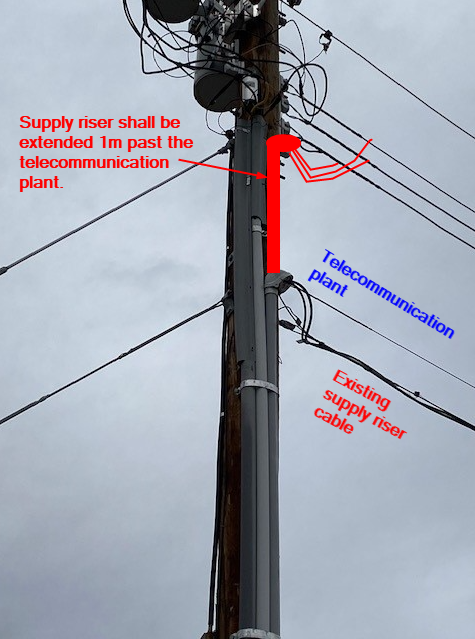 Supply riser shall be
extended 1m past the
telecommunication
plant.
Telecommunication
plant
Existing
supply riser
cable